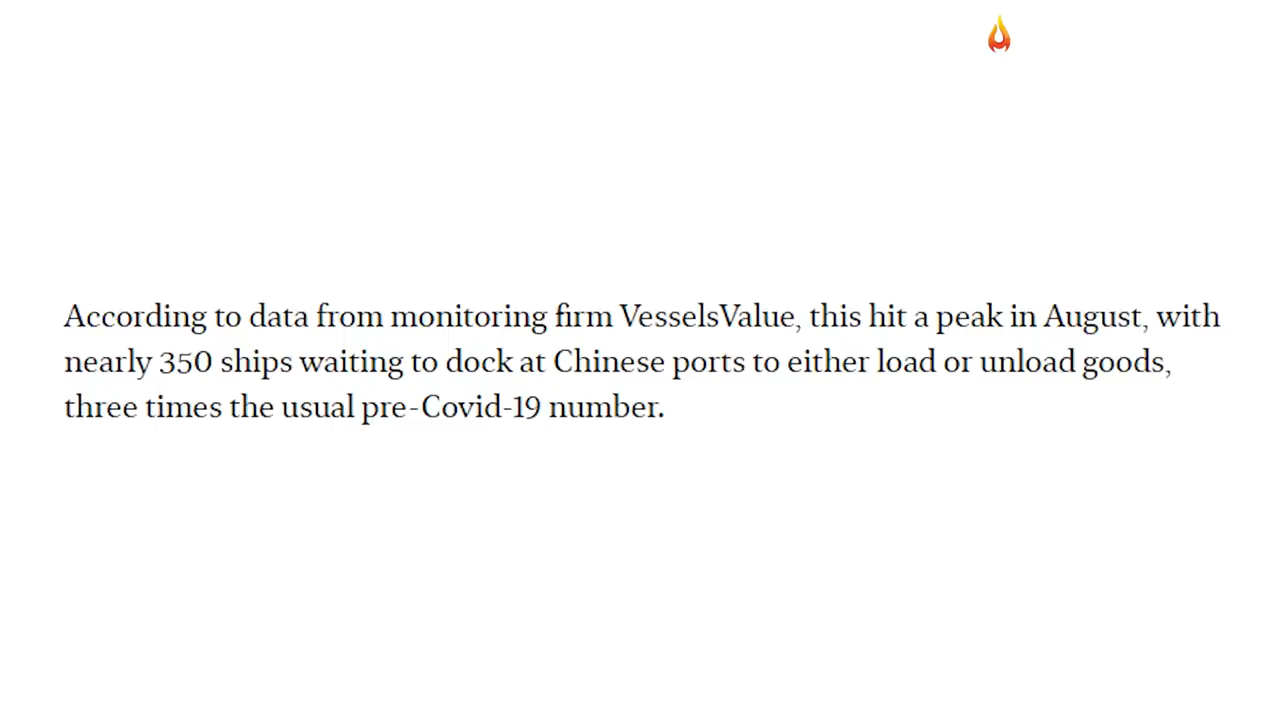 According to data from monitoring firm VesselsValue, this hit a peak in August, with
nearly 350 ships waiting to dock at Chinese ports to either load or unload goods,
three times the usual pre-Covid-19 number.